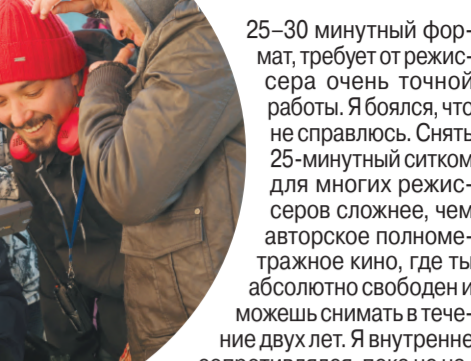 25–30 минутный фор-
мат, требует от режис-
сера очень точной
работы. Я боялся, что
не справлюсь. Снять
25-минутный ситком
для многих режис-
серов сложнее, чем
авторское полноме-
тражное кино, где ты
абсолютно свободен и
можешь снимать в тече-
ние двух лет. Я внутренне